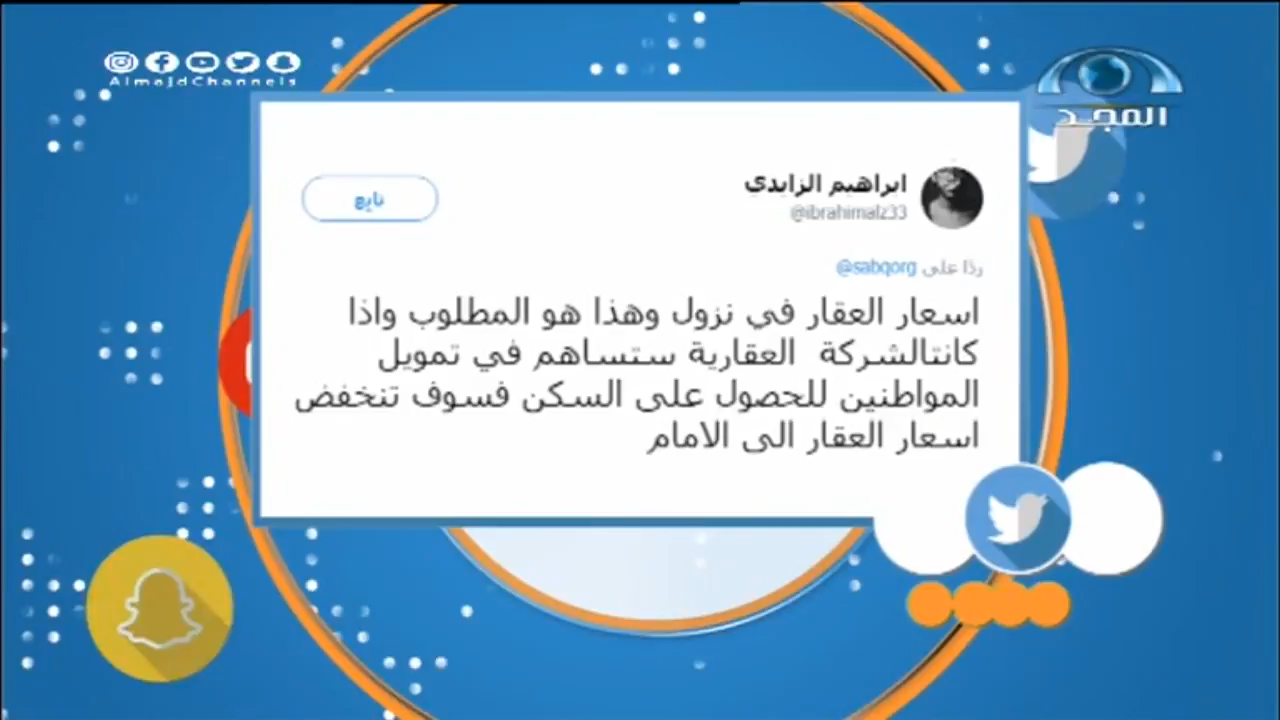 AlmajdChannels
المجد
ابراهيم الزايدي
@ibrahimalz33
تابع
ردًا على @sabqorg
اسعار العقار في نزول وهذا هو المطلوب واذا
كانتالشركة العقارية ستساهم في تمويل
المواطنين للحصول على السكن فسوف تنخفض
اسعار العقار الى الامام